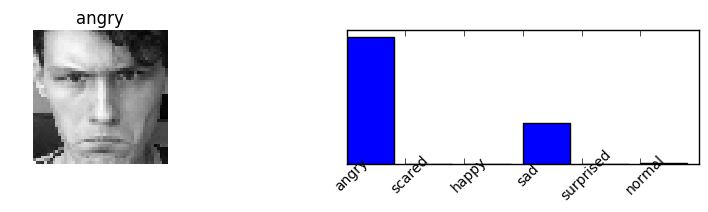 angry
angry
scared
happy
sad
surprised
normal